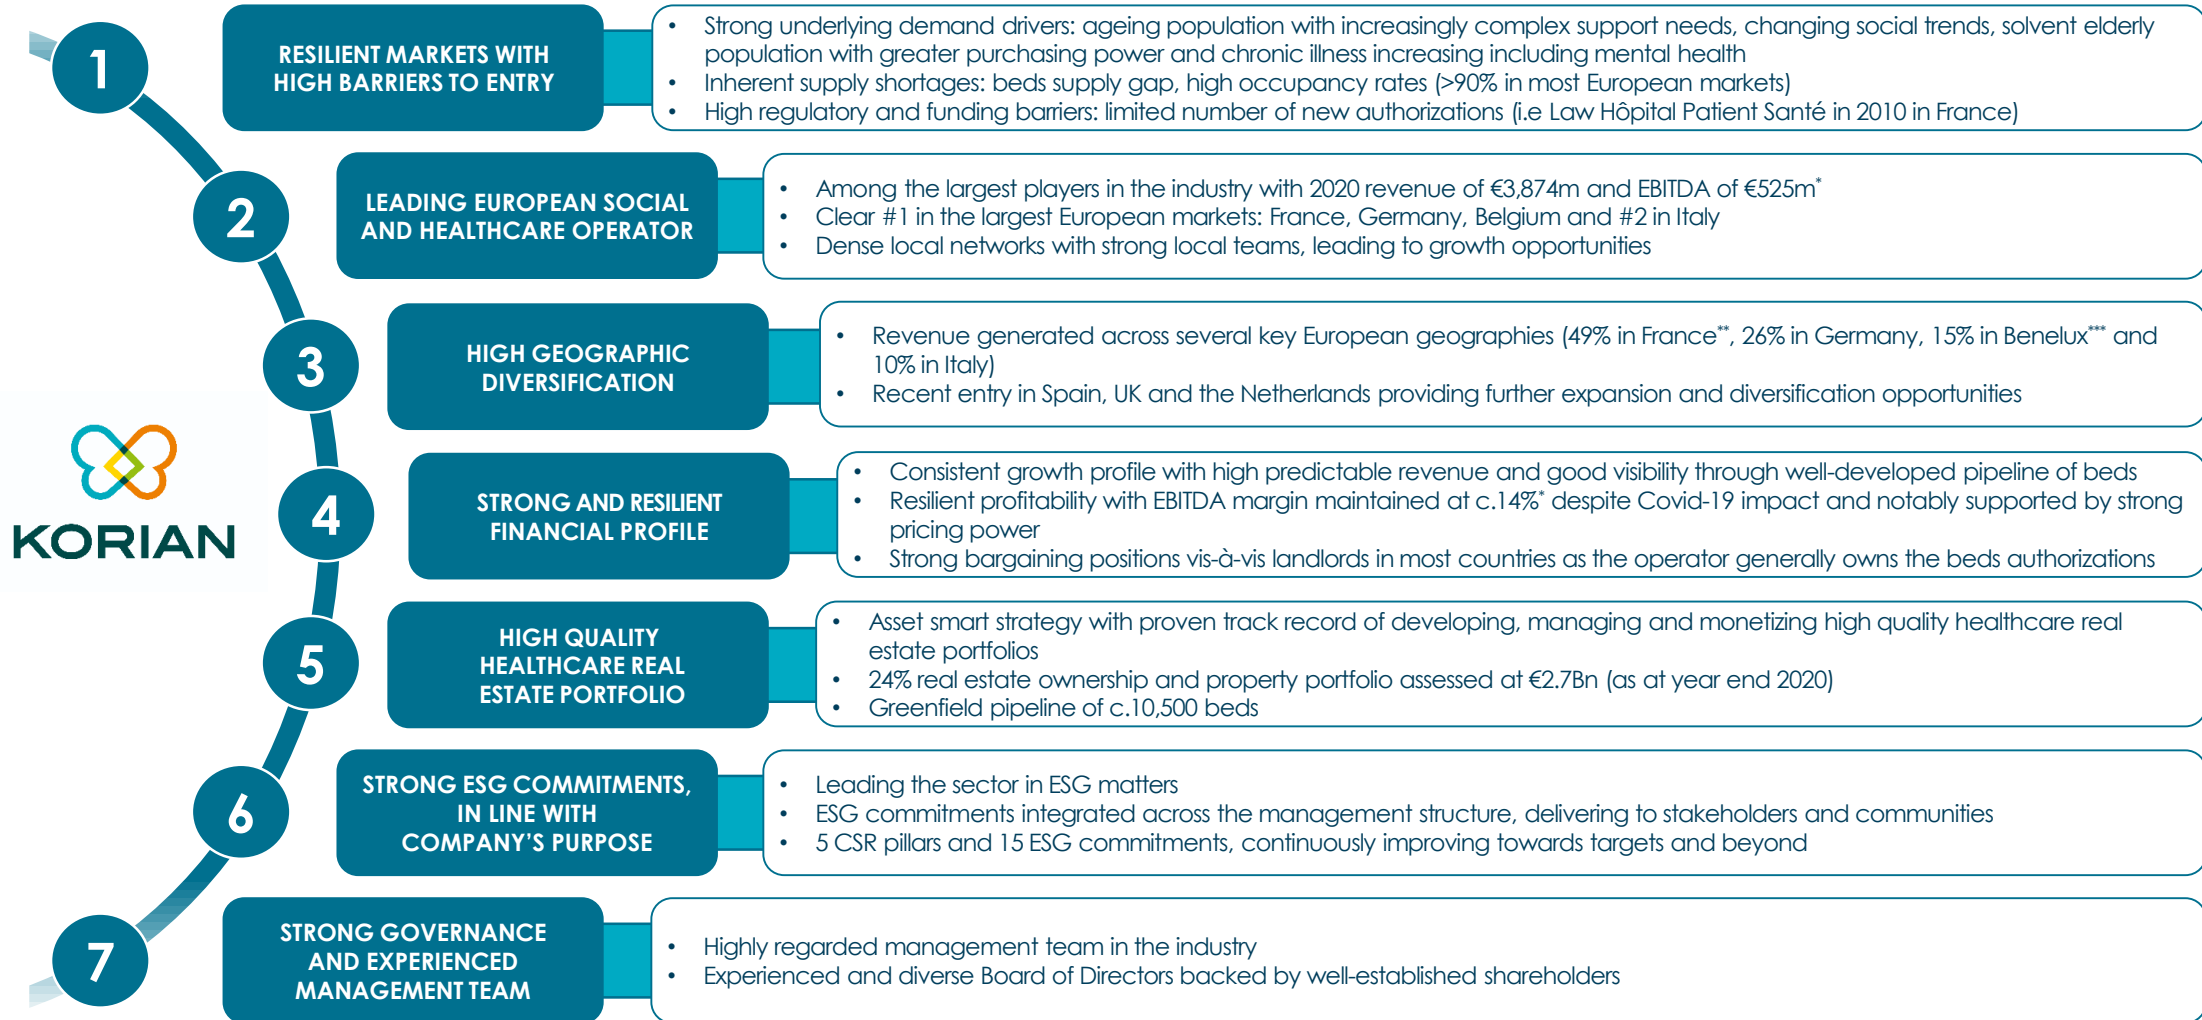 1
RESILIENT MARKETS WITH
HIGH BARRIERS TO ENTRY
• Strong underlying demand drivers: ageing population with increasingly complex support needs, changing social trends, solvent elderly
population with greater purchasing power and chronic illness increasing including mental health
• Inherent supply shortages: beds supply gap, high occupancy rates (>90% in most European markets)
• High regulatory and funding barriers: limited number of new authorizations (i.e Law Hôpital Patient Santé in 2010 in France)
2
LEADING EUROPEAN SOCIAL
AND HEALTHCARE OPERATOR
• Among the largest players in the industry with 2020 revenue of €3,874m and EBITDA of €525m*
• Clear #1 in the largest European markets: France, Germany, Belgium and #2 in Italy
• Dense local networks with strong local teams, leading to growth opportunities
3
HIGH GEOGRAPHIC
DIVERSIFICATION
• Revenue generated across several key European geographies (49% in France**, 26% in Germany, 15% in Benelux*** and
10% in Italy)
• Recent entry in Spain, UK and the Netherlands providing further expansion and diversification opportunities
KORIAN
4
STRONG AND RESILIENT
FINANCIAL PROFILE
• Consistent growth profile with high predictable revenue and good visibility through well-developed pipeline of beds
• Resilient profitability with EBITDA margin maintained at c.14%* despite Covid-19 impact and notably supported by strong
pricing power
• Strong bargaining positions vis-à-vis landlords in most countries as the operator generally owns the beds authorizations
5
HIGH QUALITY
HEALTHCARE REAL
ESTATE PORTFOLIO
• Asset smart strategy with proven track record of developing, managing and monetizing high quality healthcare real
estate portfolios
• 24% real estate ownership and property portfolio assessed at €2.7Bn (as at year end 2020)
• Greenfield pipeline of c.10,500 beds
6
STRONG ESG COMMITMENTS,
IN LINE WITH
COMPANY'S PURPOSE
• Leading the sector in ESG matters
• ESG commitments integrated across the management structure, delivering to stakeholders and communities
• 5 CSR pillars and 15 ESG commitments, continuously improving towards targets and beyond
7
STRONG GOVERNANCE
AND EXPERIENCED
MANAGEMENT TEAM
• Highly regarded management team in the industry
• Experienced and diverse Board of Directors backed by well-established shareholders